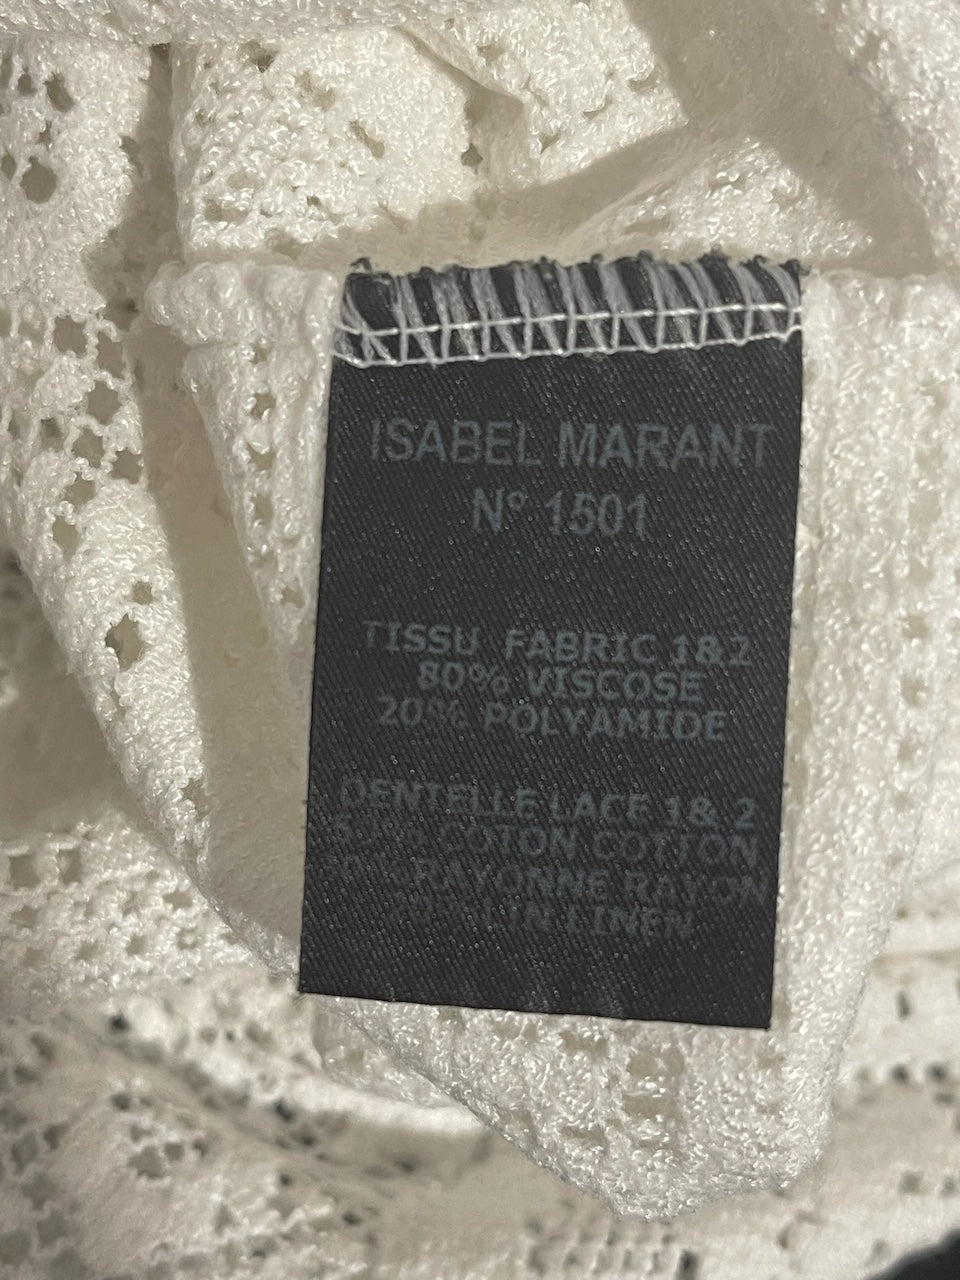 ISABEL MARANT
N° 1501
TISSU FABRIC 1&2
80% VISCOSE
20% POLYAMIDE
DENTELLE LACE 1& 2
COTON COTTON
RAYONNE RAYON
LIN LINEN